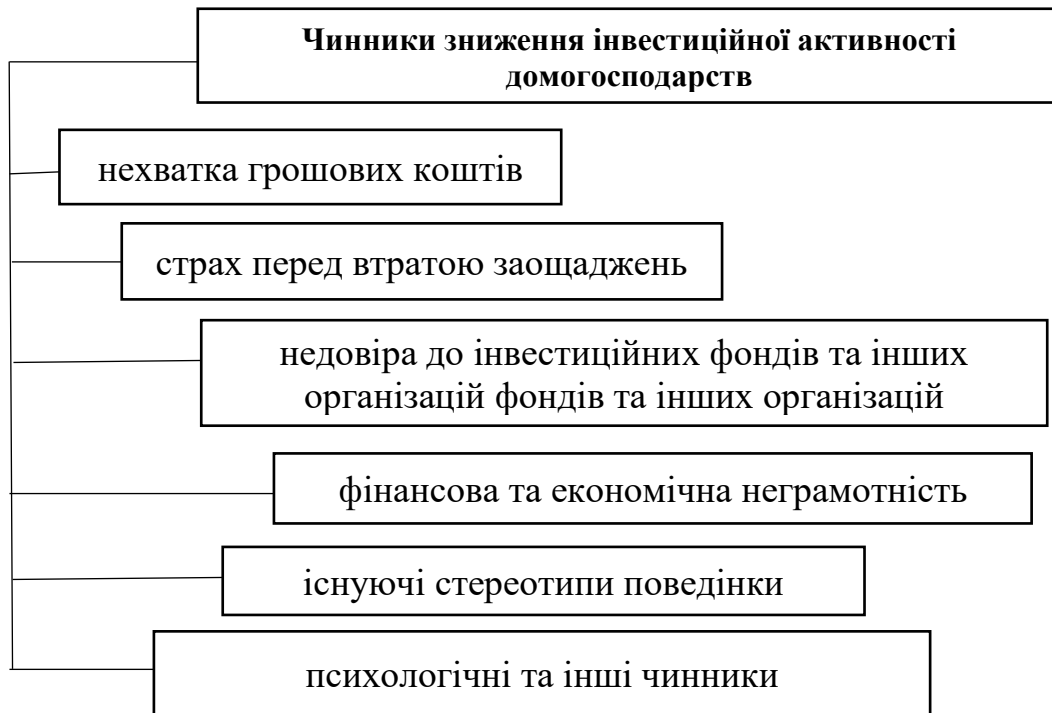 Чинники зниження інвестиційної активності
домогосподарств
нехватка грошових коштів
страх перед втратою заощаджень
недовіра до інвестиційних фондів та інших
організацій фондів та інших організацій
фінансова та економічна неграмотність
існуючі стереотипи поведінки
психологічні та інші чинники